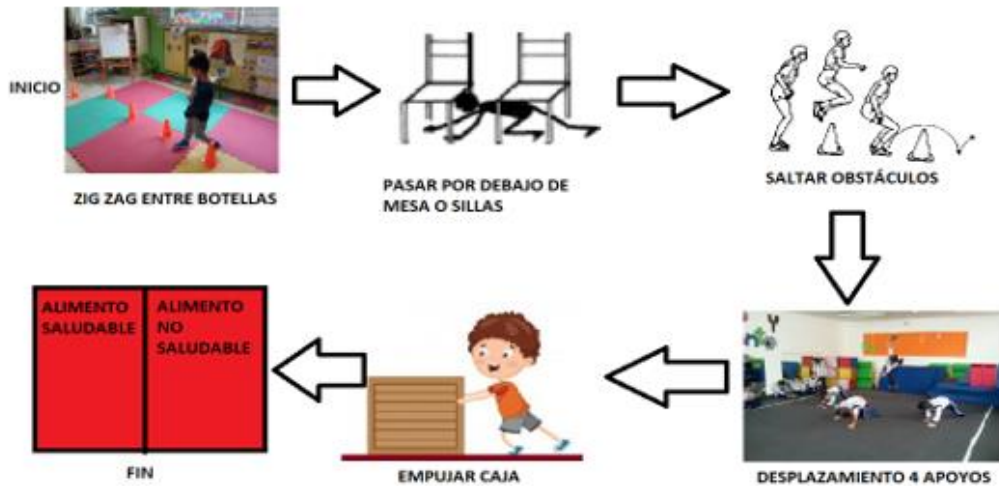 INICIO
ZIG ZAG ENTRE BOTELLAS
PASAR POR DEBAJO DE
MESA O SILLAS
SALTAR OBSTÁCULOS
DESPLAZAMIENTO 4 APOYOS
EMPUJAR CAJA
ALIMENTO
SALUDABLE
ALIMENTO
NO
SALUDABLE
FIN